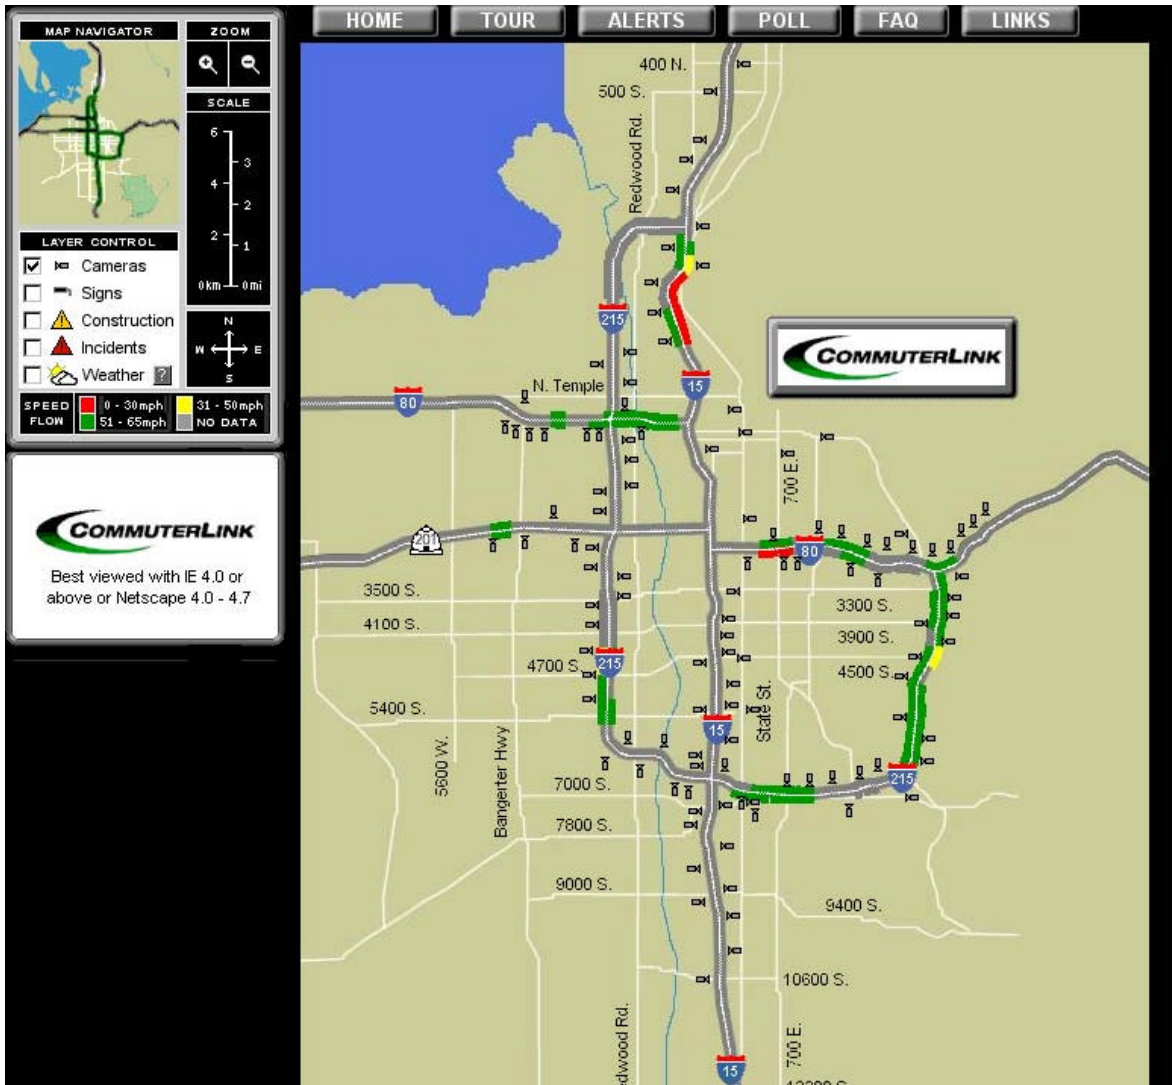 HOME
TOUR
ALERTS
POLL
FAQ
LINKS
MAP NAVIGATOR
ZOOM
SCALE
6
3
4
2
2
1
0km
0mi
LAYER CONTROL
Cameras
Signs
Construction
Incidents
Weather ?
N
W E
S
SPEED FLOW
0 - 30mph
31 - 50mph
51 - 65mph
NO DATA
COMMUTERLINK
Best viewed with IE 4.0 or
above or Netscape 4.0 - 4.7
400 N.
500 S.
Redwood Rd.
215
COMMUTERLINK
N. Temple
15
80
700 E.
201
80
3500 S.
3300 S.
4100 S.
3900 S.
4700 S.
215
4500 S.
5400 S.
15
State St.
5600 W.
Bangerter Hwy
215
7000 S.
7800 S.
9000 S.
9400 S.
10600 S.
700 E.
15